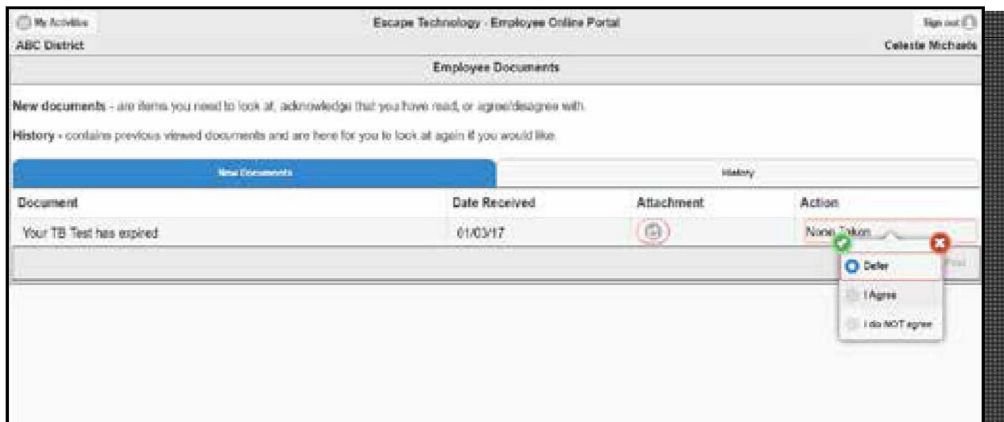 My Activities Escape Technology - Employee Online Portal Sign out
ABC District Celeste Michaels
Employee Documents
New documents - are items you need to look at, acknowledge that you have read, or agree/disagree with.
History - contains previous viewed documents and are here for you to look at again if you would like.
New Documents History
Document Date Received Attachment Action
Your TB Test has expired 01/03/17 None Taken
Defer
I Agree
I do NOT agree